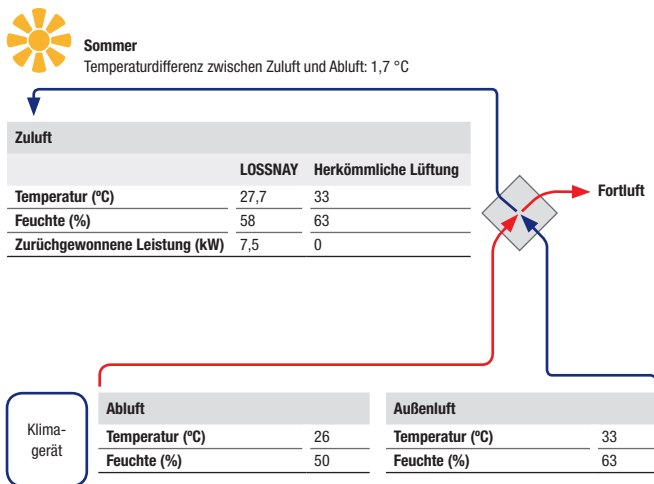 Sommer
Temperaturdifferenz zwischen Zuluft und Abluft: 1,7 °C
Zuluft
LOSSNAY Herkömmliche Lüftung
Temperatur (ºC) 27,7 33
Feuchte (%) 58 63
Zurüchgewonnene Leistung (kW) 7,5 0
Fortluft
Klima-
gerät
Abluft
Temperatur (ºC) 26
Feuchte (%) 50
Außenluft
Temperatur (ºC) 33
Feuchte (%) 63